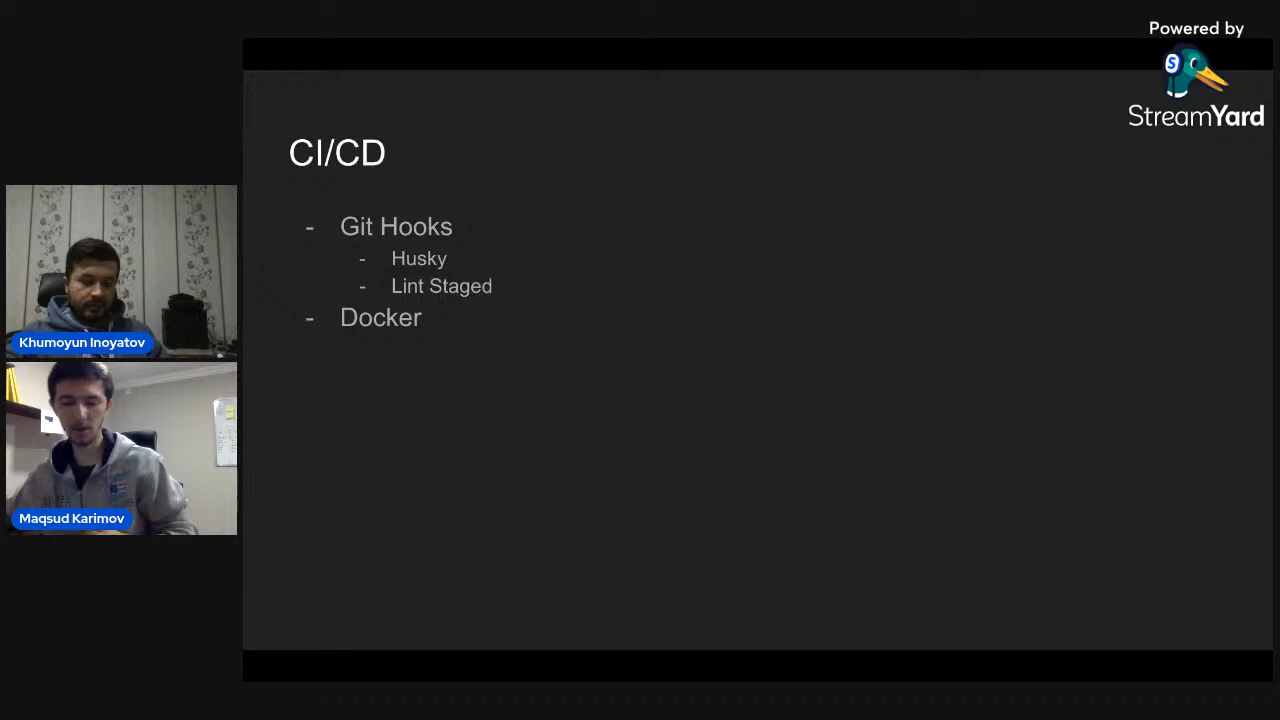 Powered by
S
StreamYard
CI/CD
- Git Hooks
- Husky
- Lint Staged
- Docker
Khumoyun Inoyatov
Maqsud Karimov